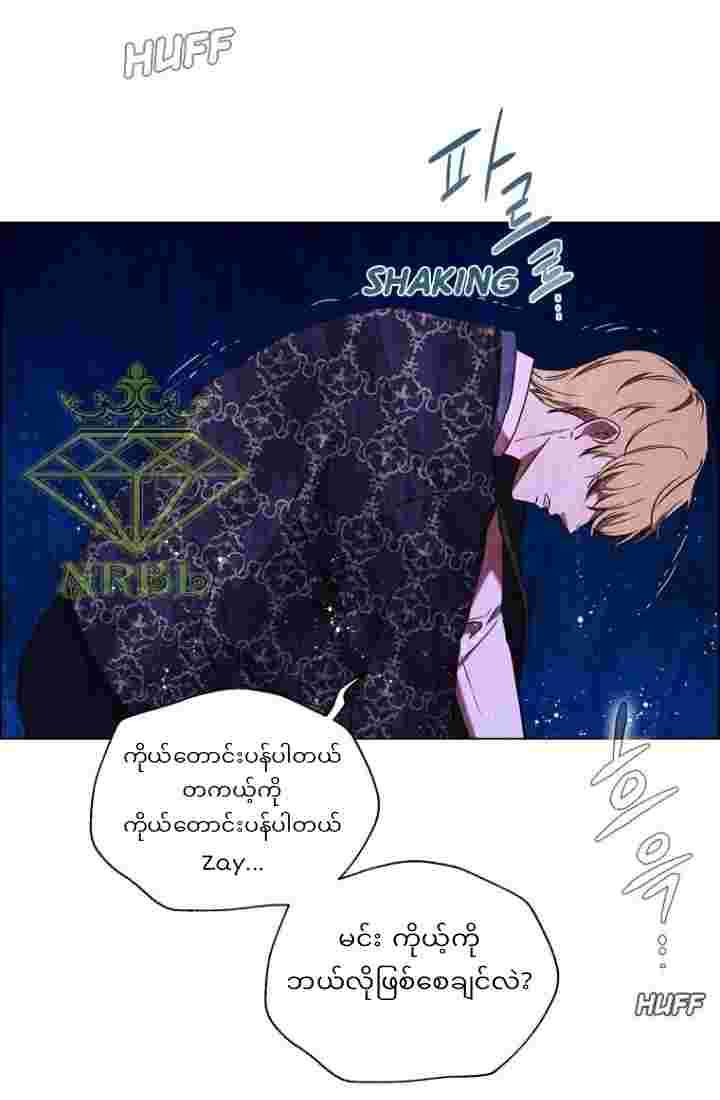 HUFF
파르르...
SHAKING
NRBL
ကိုယ်တောင်းပန်ပါတယ်
တကယ့်ကို
ကိုယ်တောင်းပန်ပါတယ်
Zay...
မင်း ကိုယ့်ကို
ဘယ်လိုဖြစ်စေချင်လဲ?
흐윽...
HUFF